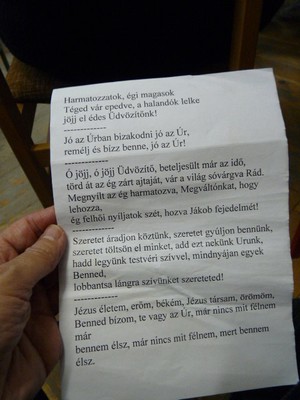 Harmatozzatok, égi magasok
Téged vár epedve, a halandók lelke
jöjj el édes Üdvözítőnk!
-------------
Jó az Úrban bizakodni jó az Úr,
remélj és bízz benne, jó az Úr!
-------------
Ó jöjj, ó jöjj Üdvözítő, beteljesült már az idő,
törd át az ég zárt ajtaját, vár a világ sóvárgva Rád.
Megnyílt az ég harmatozva, Megváltónkat, hogy
lehozza,
ég felhői nyíljatok szét, hozva Jákob fejedelmét!
-------------
Szeretet áradjon köztünk, szeretet gyúljon bennünk,
szeretet töltsön el minket, add ezt nekünk Urunk,
hadd legyünk testvéri szívvel, mindnyájan egyek
Benned,
lobbantsa lángra szívünket szereteted!
-------------
Jézus életem, erőm, békém, Jézus társam, örömöm,
Benned bízom, te vagy az Úr, már nincs mit félnem
már
bennem élsz, már nincs mit félnem, mert bennem
élsz.